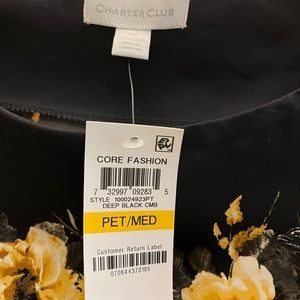 CHARTER CLUB
CORE FASHION
7 32997 09283 5
STYLE 100024923PT
DEEP BLACK CMB
PET/MED
Customer Return Label
070844370185